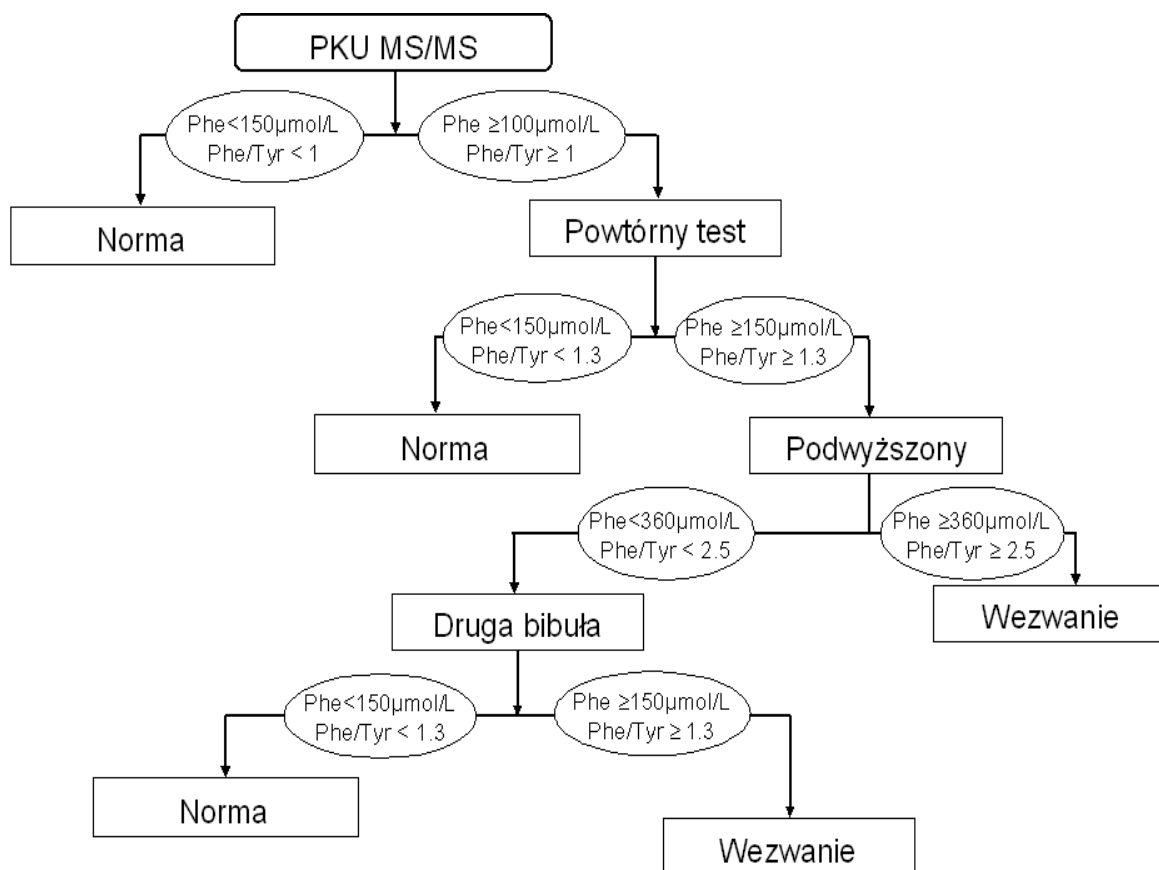 PKU MS/MS
Phe<150µmol/L
Phe/Tyr < 1
Phe ≥100µmol/L
Phe/Tyr ≥ 1
Norma
Powtórny test
Phe<150µmol/L
Phe/Tyr < 1.3
Phe ≥150µmol/L
Phe/Tyr ≥ 1.3
Norma
Podwyższony
Phe<360µmol/L
Phe/Tyr < 2.5
Phe ≥360µmol/L
Phe/Tyr ≥ 2.5
Druga bibuła
Wezwanie
Phe<150µmol/L
Phe/Tyr < 1.3
Phe ≥150µmol/L
Phe/Tyr ≥ 1.3
Norma
Wezwanie